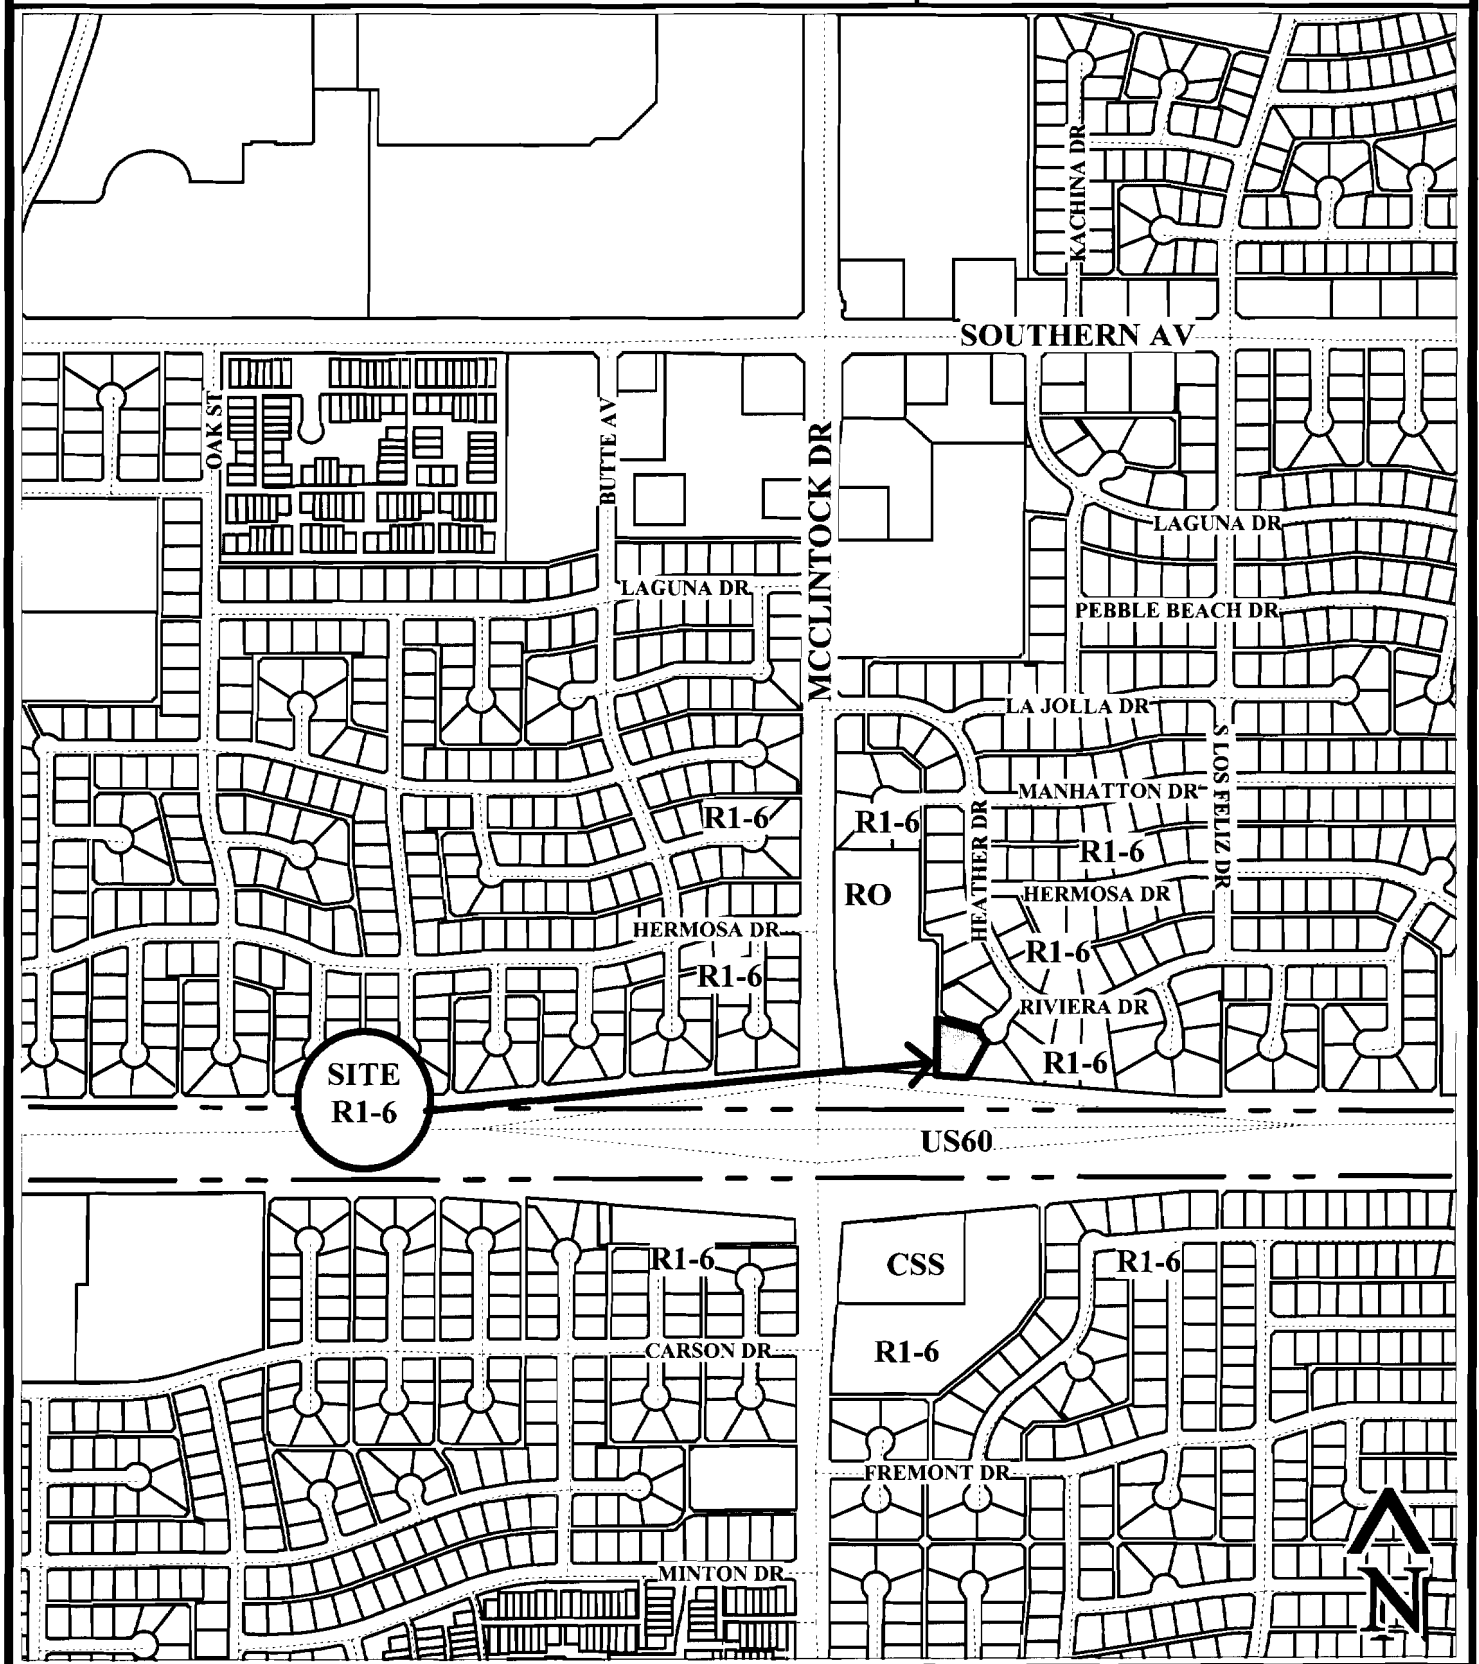 KACHINA DR
SOUTHERN AV
OAK ST
BUTTE AV
MCCLINTOCK DR
LAGUNA DR
LAGUNA DR
PEBBLE BEACH DR
LA JOLLA DR
S LOS FELIZ DR
MANHATTON DR
R1-6
R1-6
HEATHER DR
R1-6
RO
HERMOSA DR
HERMOSA DR
R1-6
R1-6
RIVIERA DR
R1-6
SITE
R1-6
US60
R1-6
CSS
R1-6
R1-6
CARSON DR
FREMONT DR
MINTON DR
N